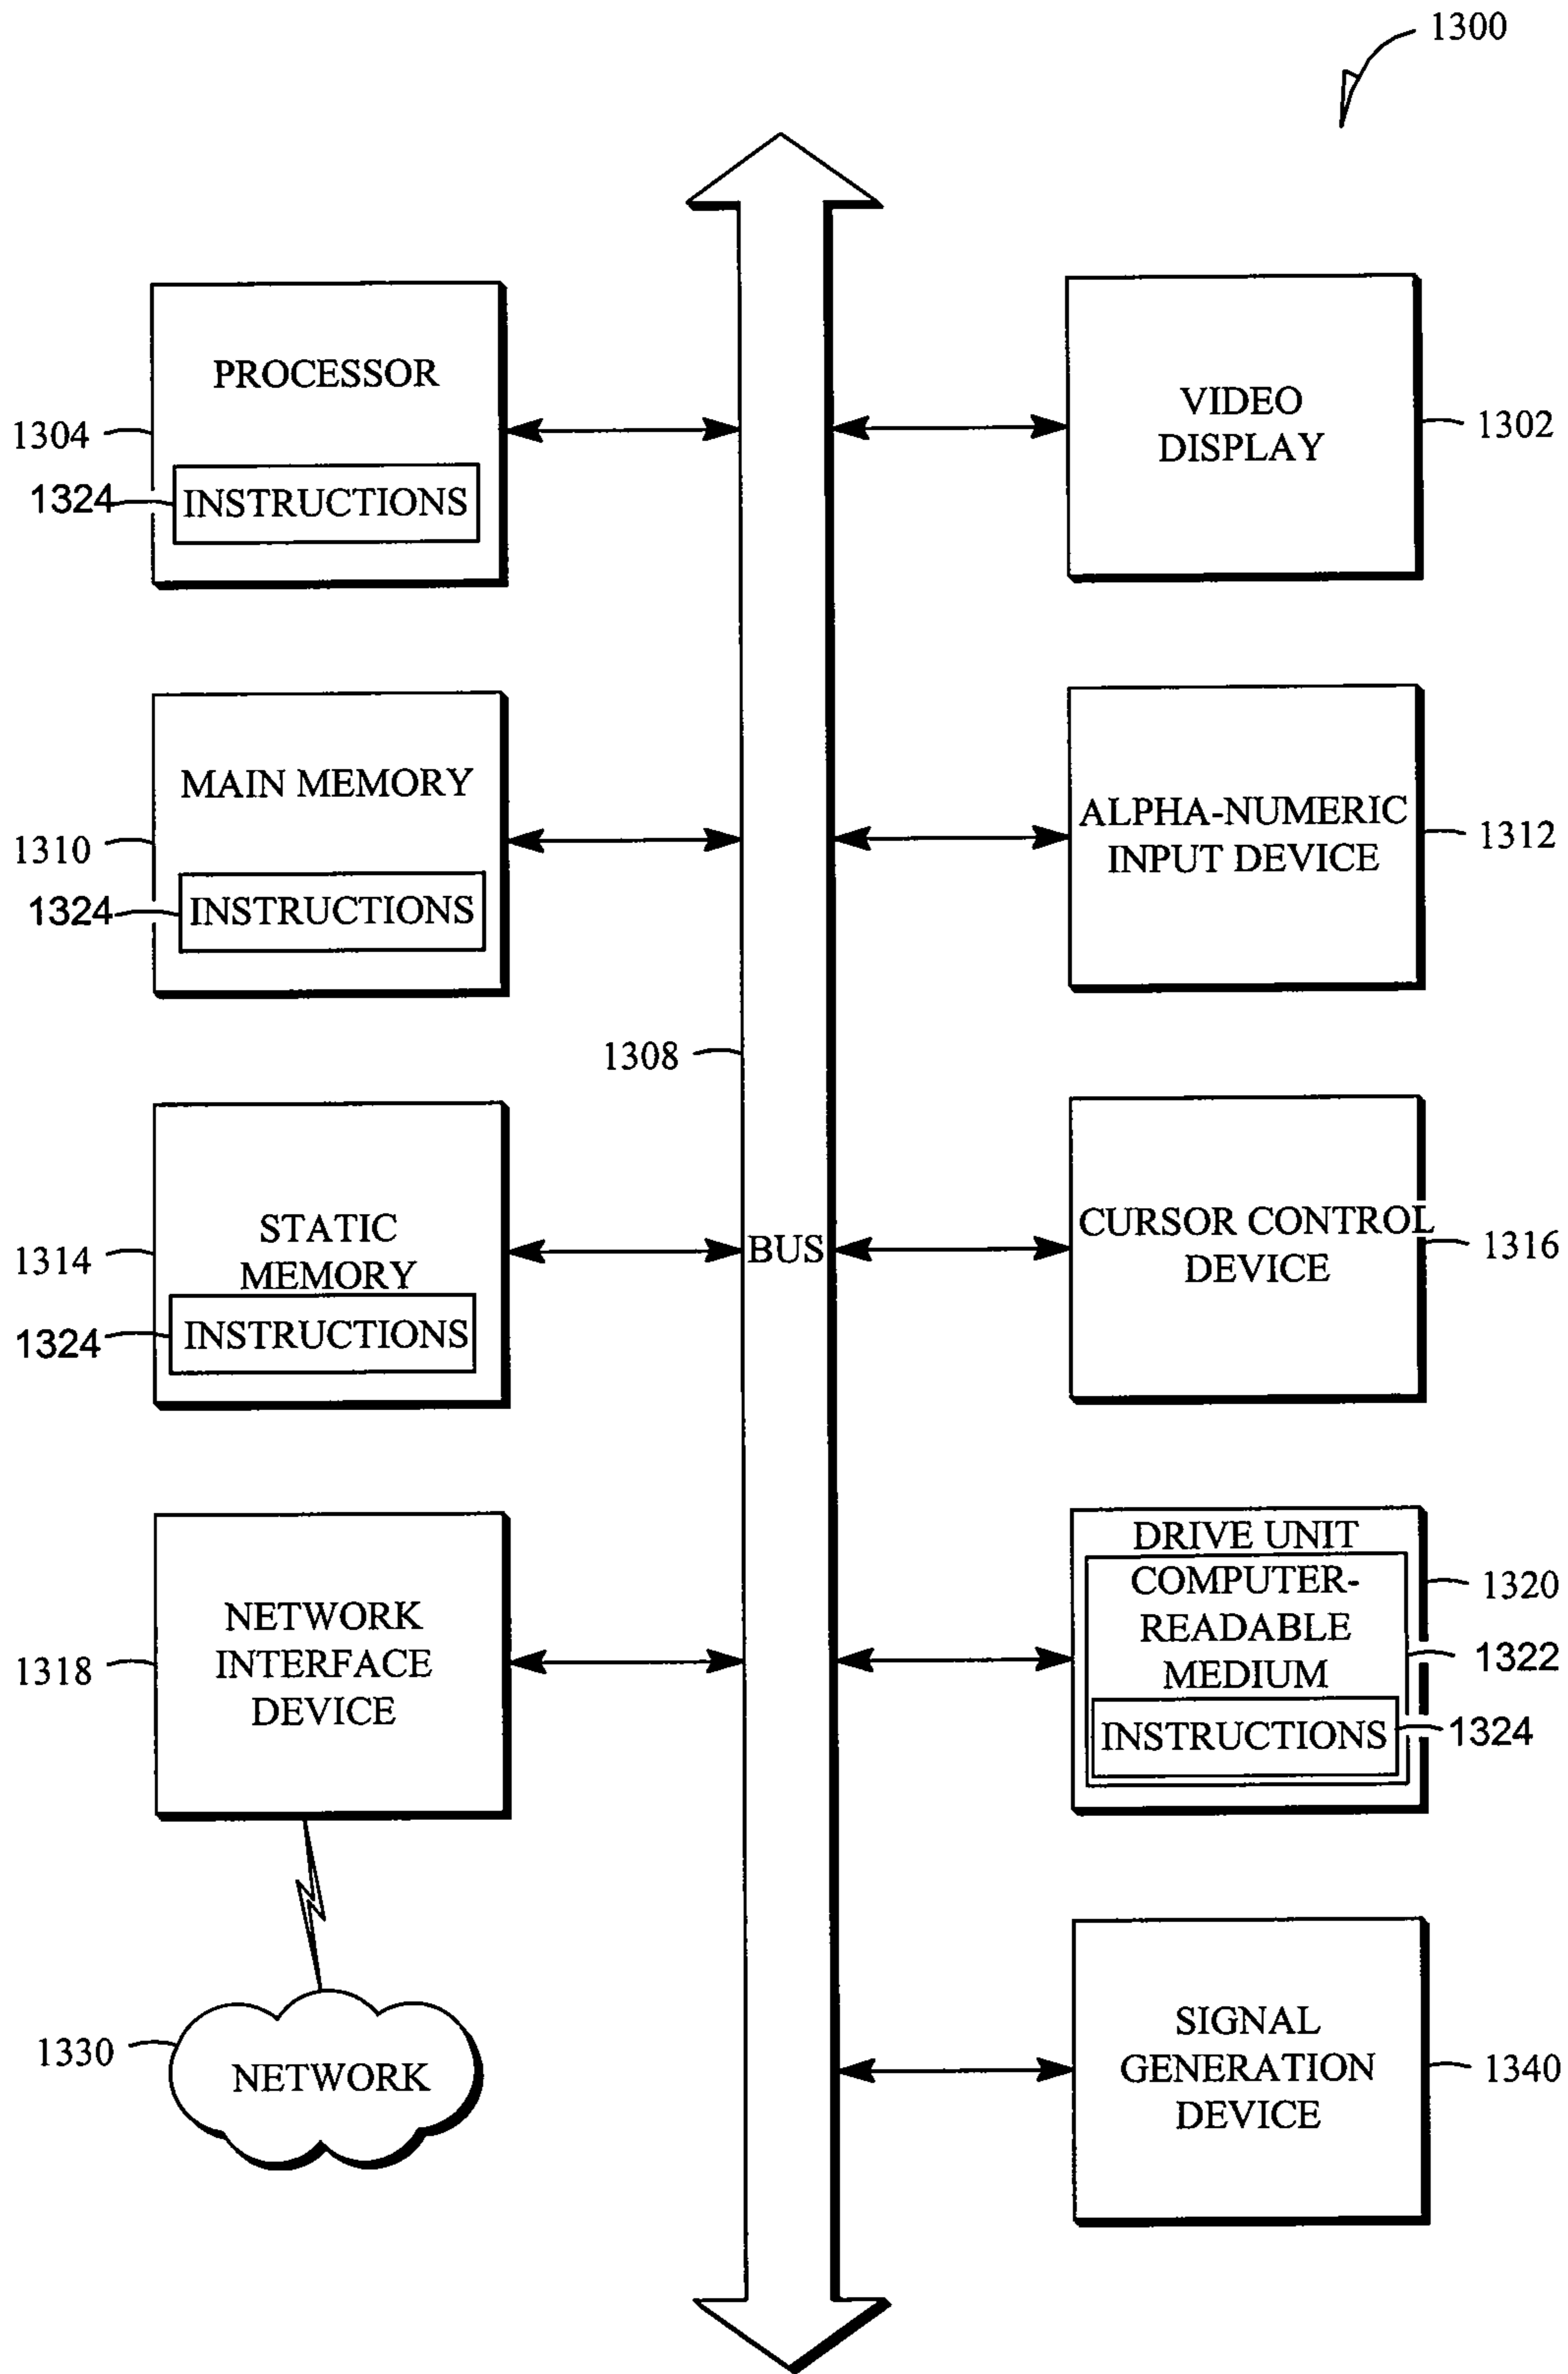 1300
PROCESSOR
1304
1324
INSTRUCTIONS
VIDEO
DISPLAY
1302
MAIN MEMORY
1310
1324
INSTRUCTIONS
ALPHA-NUMERIC
INPUT DEVICE
1312
1308
STATIC
MEMORY
1314
1324
INSTRUCTIONS
BUS
CURSOR CONTROL
DEVICE
1316
NETWORK
INTERFACE
DEVICE
1318
DRIVE UNIT
COMPUTER-
READABLE
MEDIUM
INSTRUCTIONS
1320
1322
1324
1330
NETWORK
SIGNAL
GENERATION
DEVICE
1340